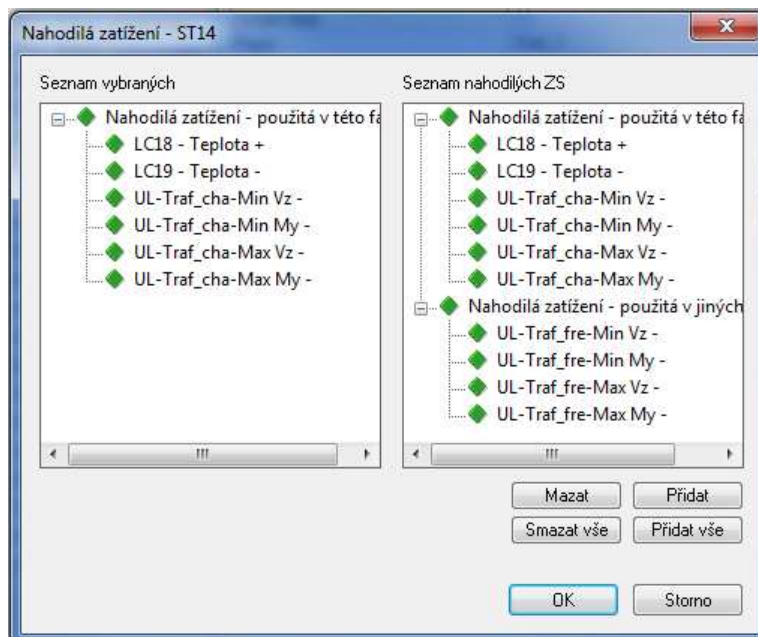 Nahodilá zatížení - ST14
Seznam vybraných
Nahodilá zatížení - použitá v této fa
LC18 - Teplota +
LC19 - Teplota -
UL-Traf_cha-Min Vz -
UL-Traf_cha-Min My -
UL-Traf_cha-Max Vz -
UL-Traf_cha-Max My -
Seznam nahodilých ZS
Nahodilá zatížení - použitá v této fa
LC18 - Teplota +
LC19 - Teplota -
UL-Traf_cha-Min Vz -
UL-Traf_cha-Min My -
UL-Traf_cha-Max Vz -
UL-Traf_cha-Max My -
Nahodilá zatížení - použitá v jiných
UL-Traf_fre-Min Vz -
UL-Traf_fre-Min My -
UL-Traf_fre-Max Vz -
UL-Traf_fre-Max My -
Mazat
Přidat
Smazat vše
Přidat vše
OK
Storno